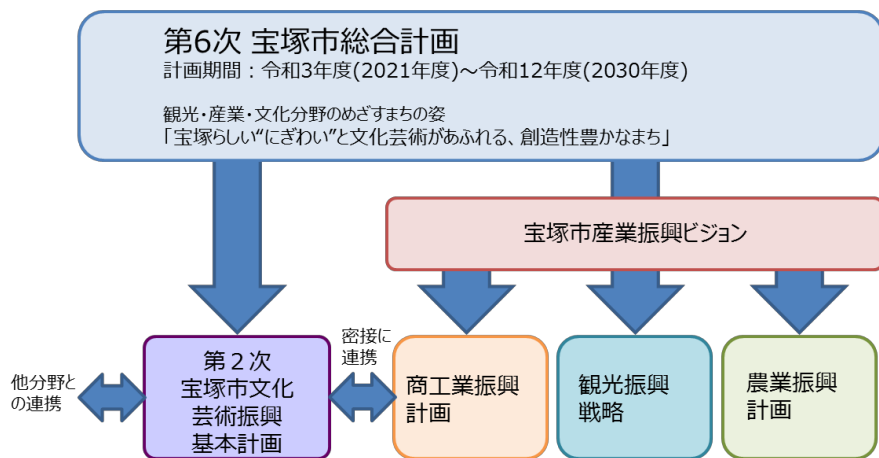 第6次 宝塚市総合計画
計画期間：令和3年度(2021年度)～令和12年度(2030年度)
観光・産業・文化分野のめざすまちの姿
「宝塚らしい“にぎわい”と文化芸術があふれる、創造性豊かなまち」
宝塚市産業振興ビジョン
他分野と
の連携
第２次
宝塚市文化
芸術振興
基本計画
密接に
連携
商工業振興
計画
観光振興
戦略
農業振興
計画